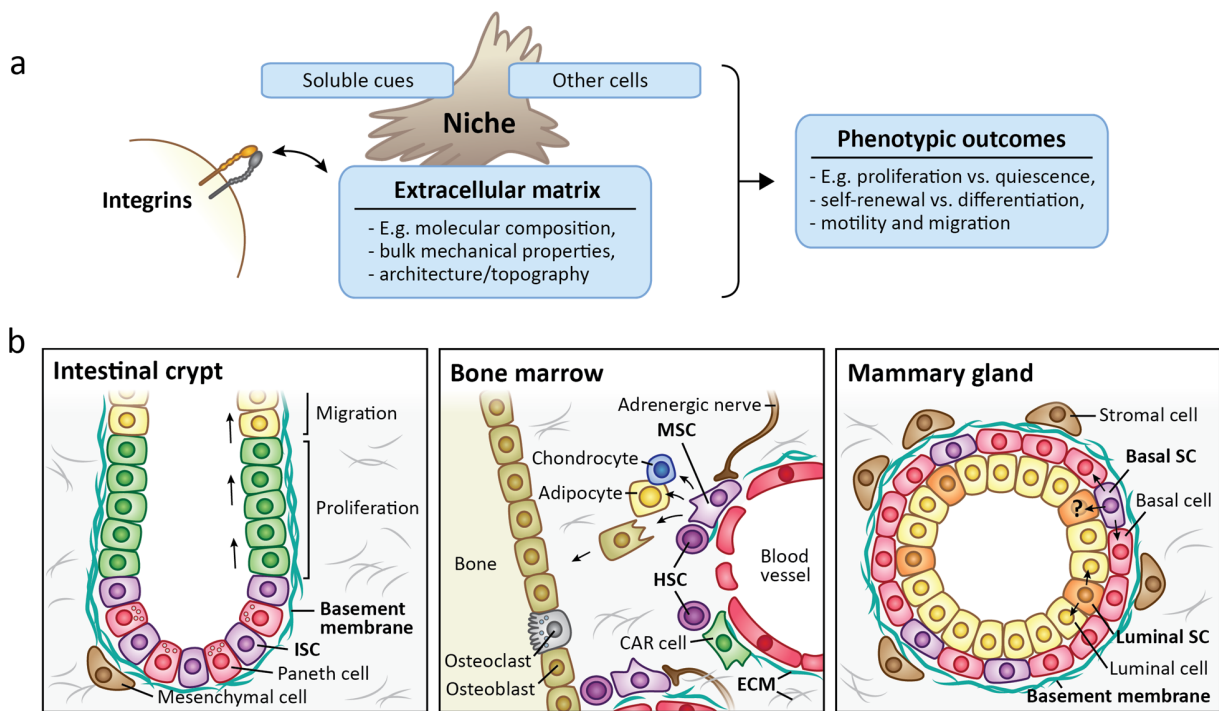 a
Soluble cues
Other cells
Niche
Integrins
Extracellular matrix
- E.g. molecular composition,
- bulk mechanical properties,
- architecture/topography
Phenotypic outcomes
- E.g. proliferation vs. quiescence,
- self-renewal vs. differentiation,
- motility and migration
b
Intestinal crypt
Migration
Proliferation
Basement
membrane
ISC
Paneth cell
Mesenchymal cell
Bone marrow
Adrenergic nerve
MSC
Chondrocyte
Adipocyte
Bone
Blood
vessel
HSC
CAR cell
Osteoclast
Osteoblast
ECM
Mammary gland
Stromal cell
Basal SC
Basal cell
?
Luminal SC
Luminal cell
Basement membrane